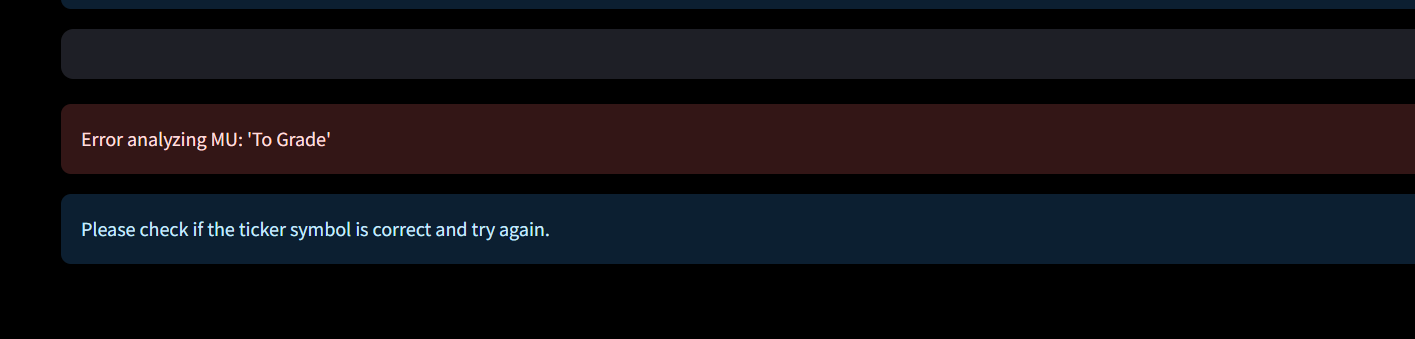 Error analyzing MU: 'To Grade'
Please check if the ticker symbol is correct and try again.